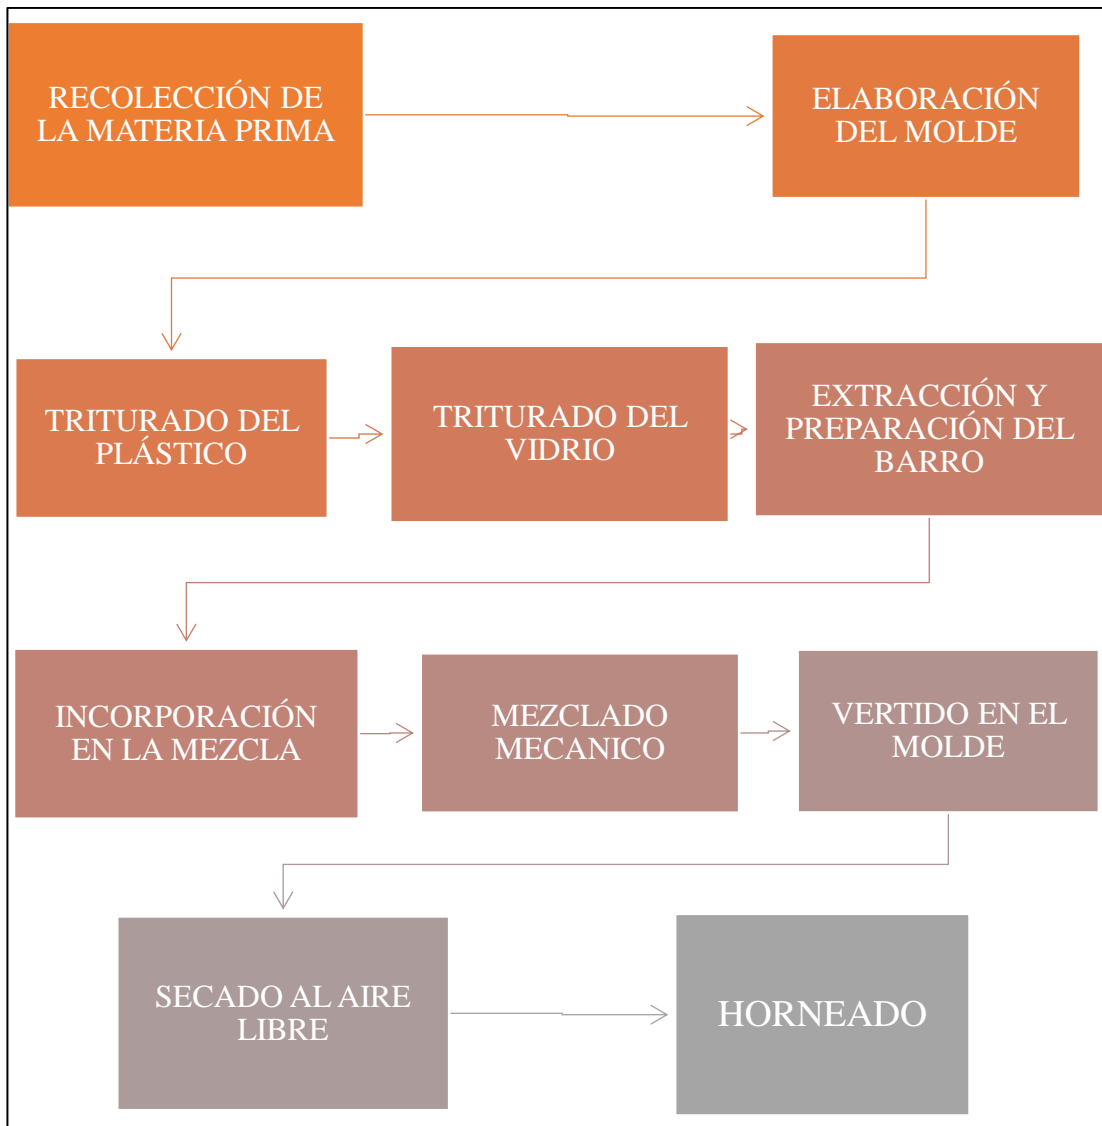 RECOLECCIÓN DE
LA MATERIA PRIMA
ELABORACIÓN
DEL MOLDE
TRITURADO DEL
PLÁSTICO
TRITURADO DEL
VIDRIO
EXTRACCIÓN Y
PREPARACIÓN DEL
BARRO
INCORPORACIÓN
EN LA MEZCLA
MEZCLADO
MECANICO
VERTIDO EN EL
MOLDE
SECADO AL AIRE
LIBRE
HORNEADO